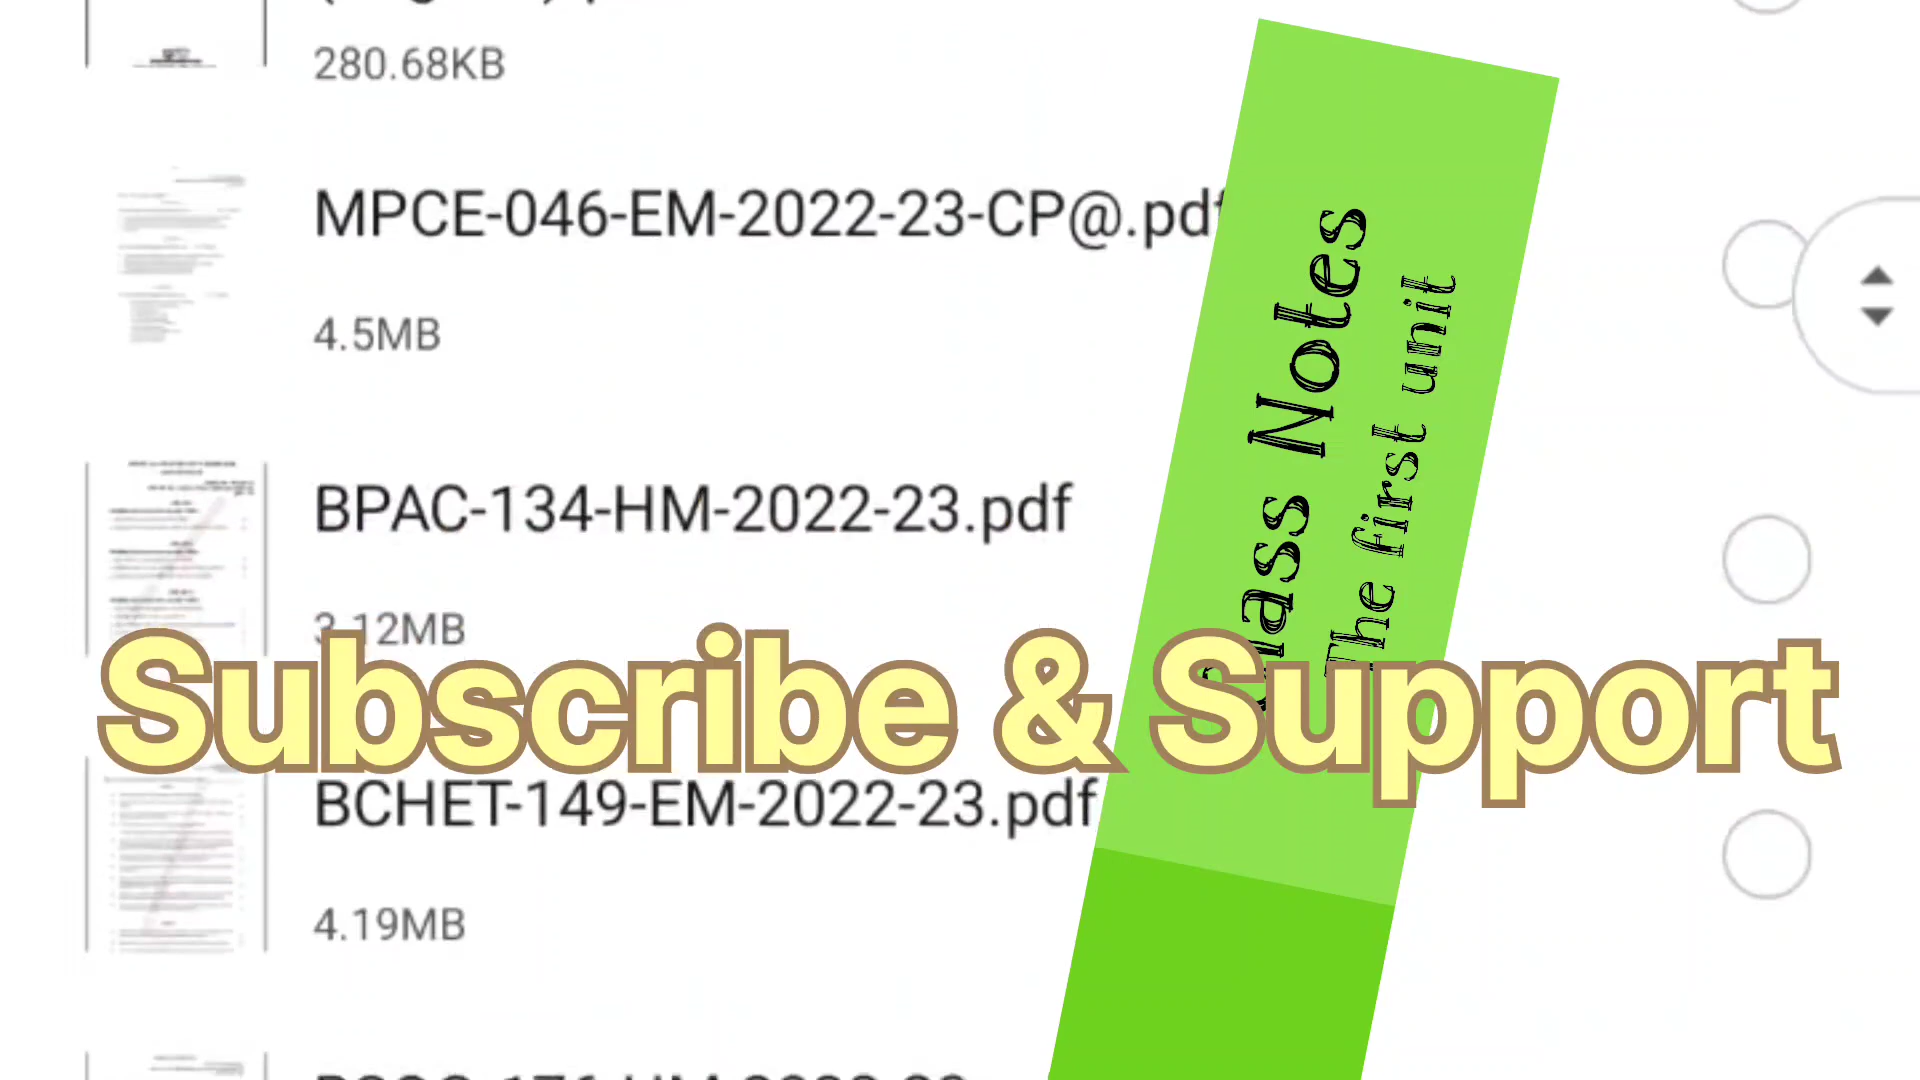 280.68KB
MPCE-046-EM-2022-23-CP@.pdf
4.5MB
BPAC-134-HM-2022-23.pdf
3.12MB
Notes
The first unit
Subscribe & Support
BCHET-149-EM-2022-23.pdf
4.19MB